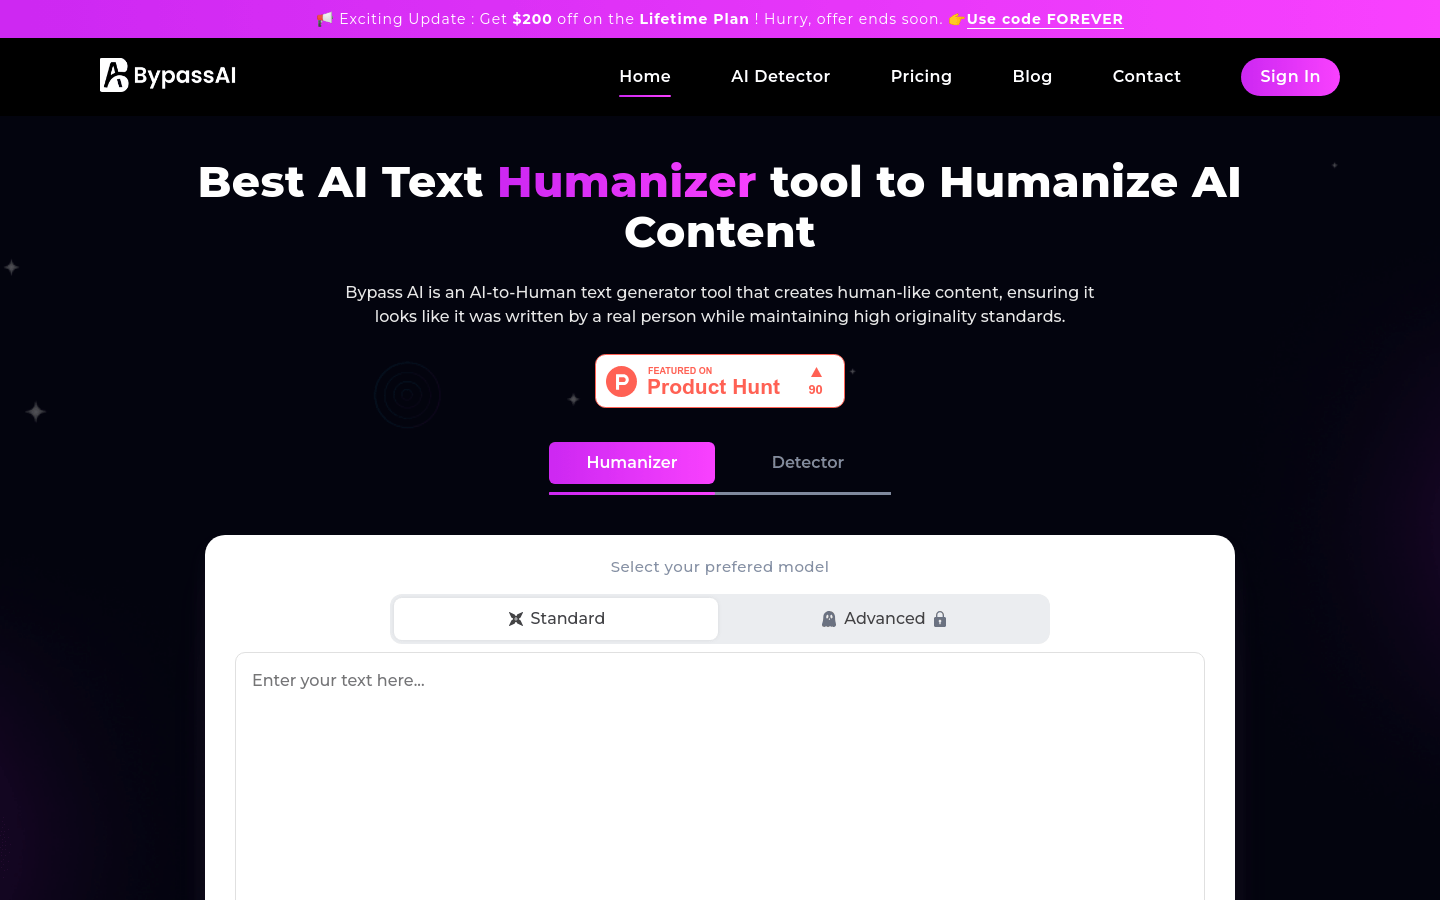 📢 Exciting Update : Get $200 off on the Lifetime Plan ! Hurry, offer ends soon. 👉Use code FOREVER
BypassAI
Home
AI Detector
Pricing
Blog
Contact
Sign In
Best AI Text Humanizer tool to Humanize AI
Content
Bypass AI is an AI-to-Human text generator tool that creates human-like content, ensuring it
looks like it was written by a real person while maintaining high originality standards.
P
FEATURED ON
Product Hunt
90
Humanizer
Detector
Select your prefered model
Standard
Advanced
Enter your text here...